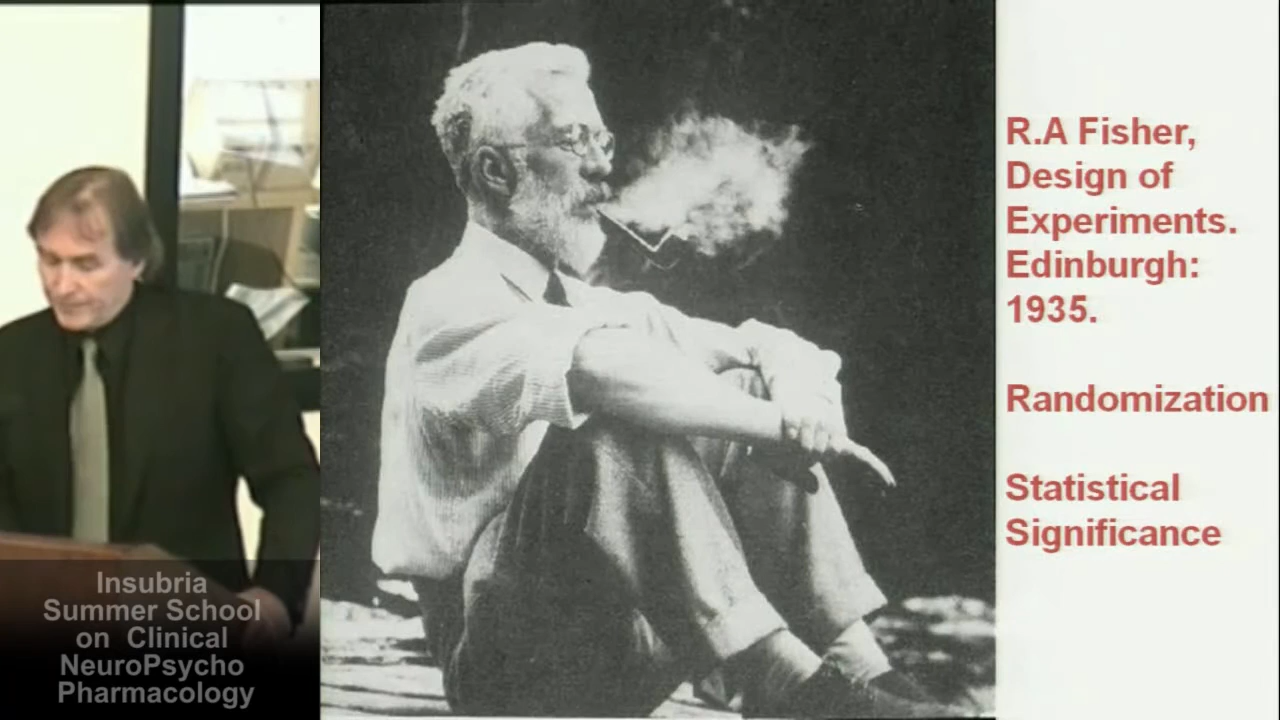 R.A Fisher,
Design of
Experiments.
Edinburgh:
1935.
Randomization
Statistical
Significance
Insubria
Summer School
on Clinical
NeuroPsycho
Pharmacology